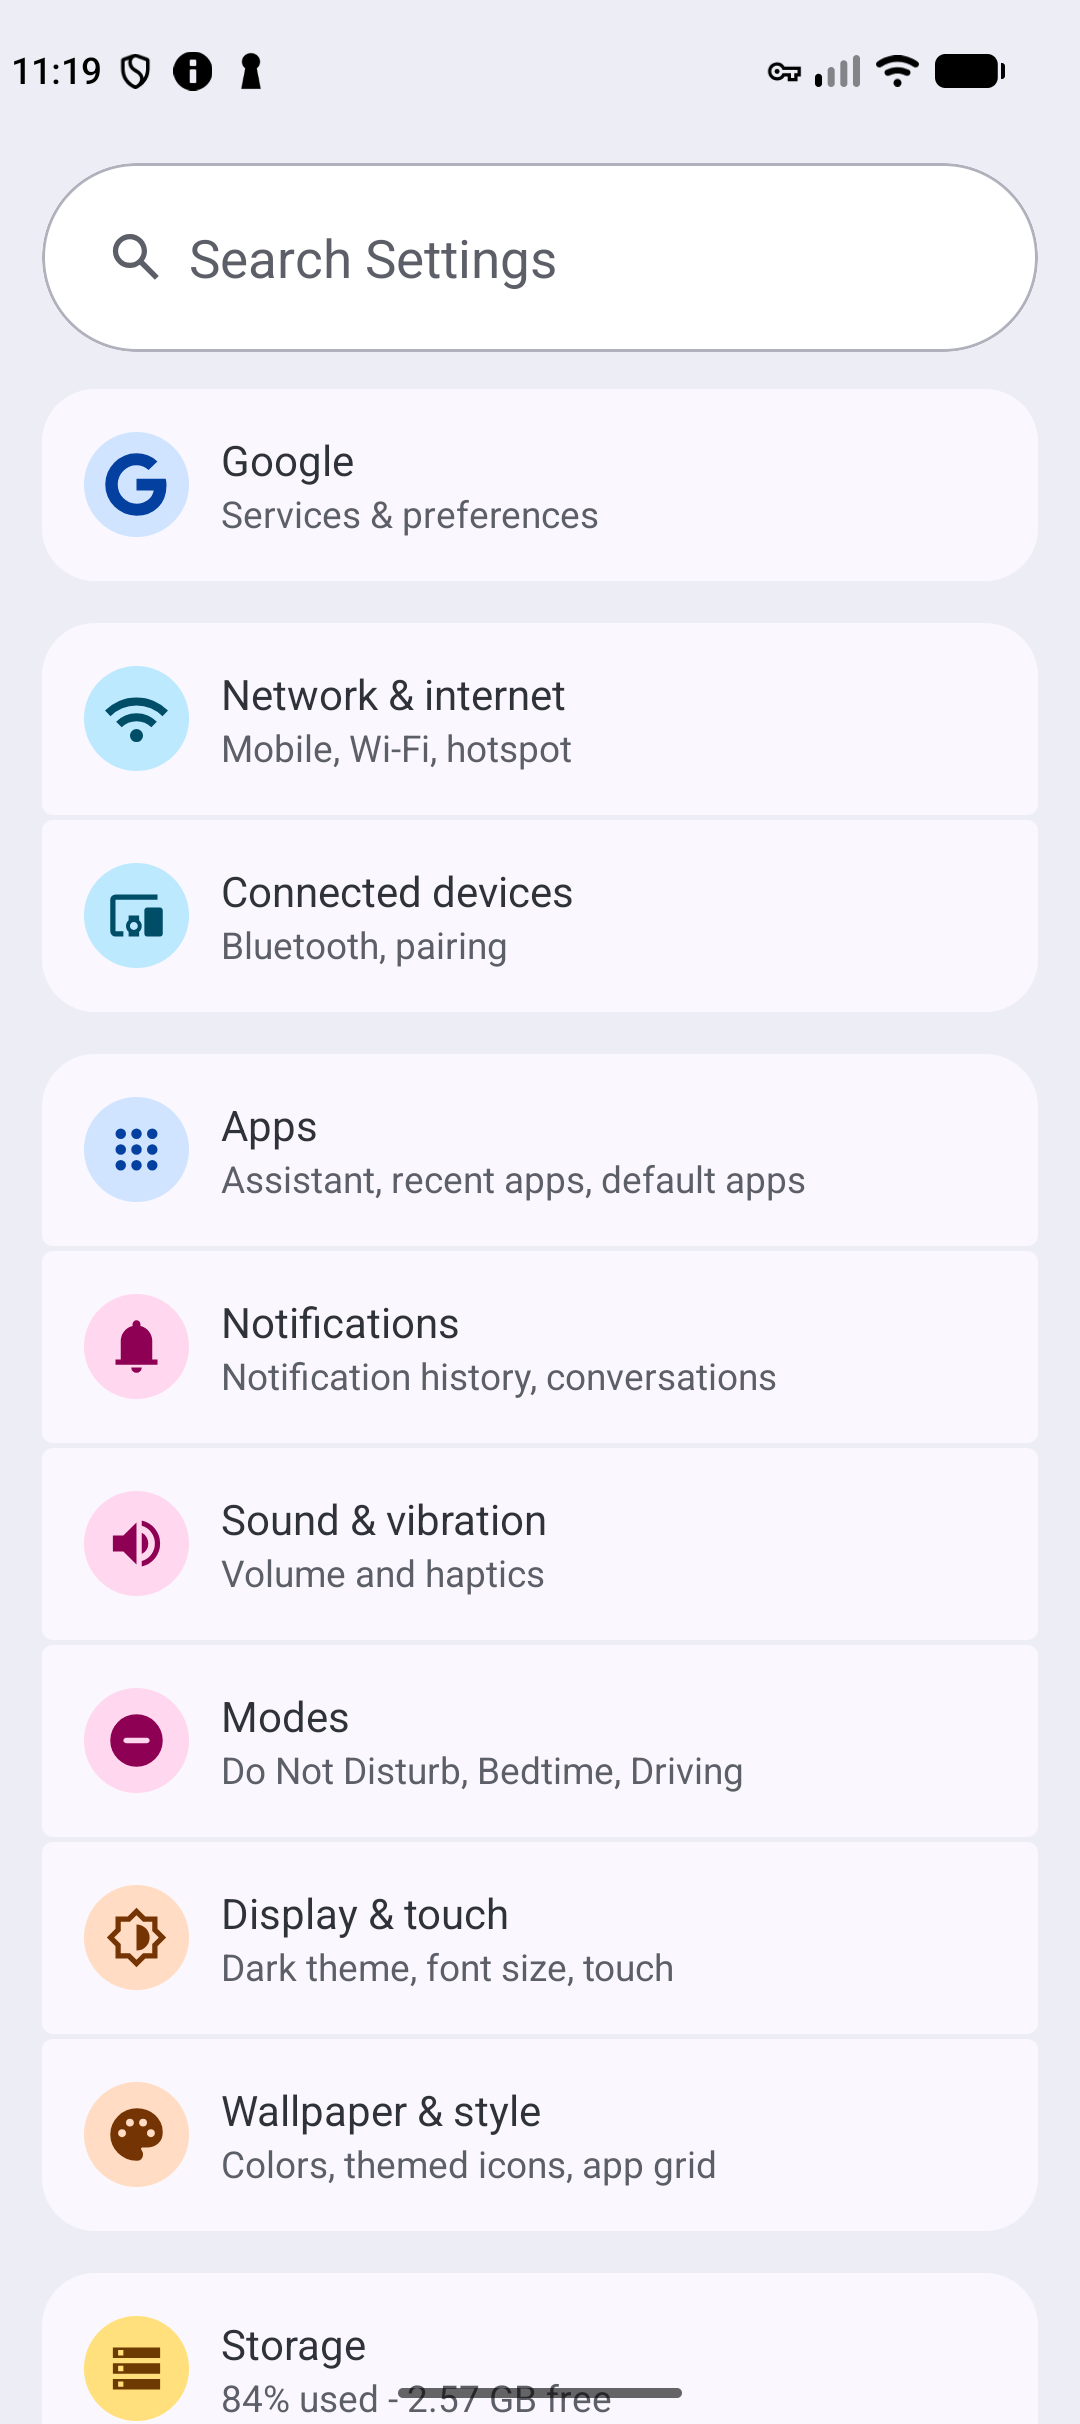 11:19
Search Settings
Google
Services & preferences
Network & internet
Mobile, Wi-Fi, hotspot
Connected devices
Bluetooth, pairing
Apps
Assistant, recent apps, default apps
Notifications
Notification history, conversations
Sound & vibration
Volume and haptics
Modes
Do Not Disturb, Bedtime, Driving
Display & touch
Dark theme, font size, touch
Wallpaper & style
Colors, themed icons, app grid
Storage
84% used - 2.57 GB free